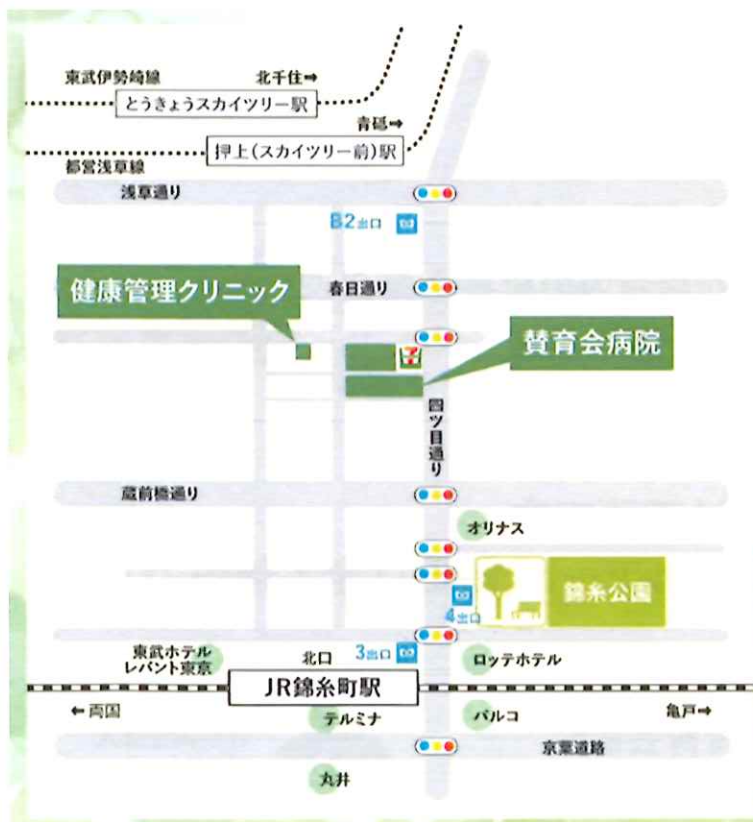 東武伊勢崎線
北千住→
とうきょうスカイツリー駅
青砥→
押上(スカイツリー前)駅
都営浅草線
浅草通り
B2出口
健康管理クリニック
春日通り
賛育会病院
四ツ目通り
蔵前橋通り
オリナス
錦糸公園
4出口
東武ホテル
レバント東京
北口
3出口
ロッテホテル
JR錦糸町駅
←両国
テルミナ
パルコ
亀戸→
京葉道路
丸井